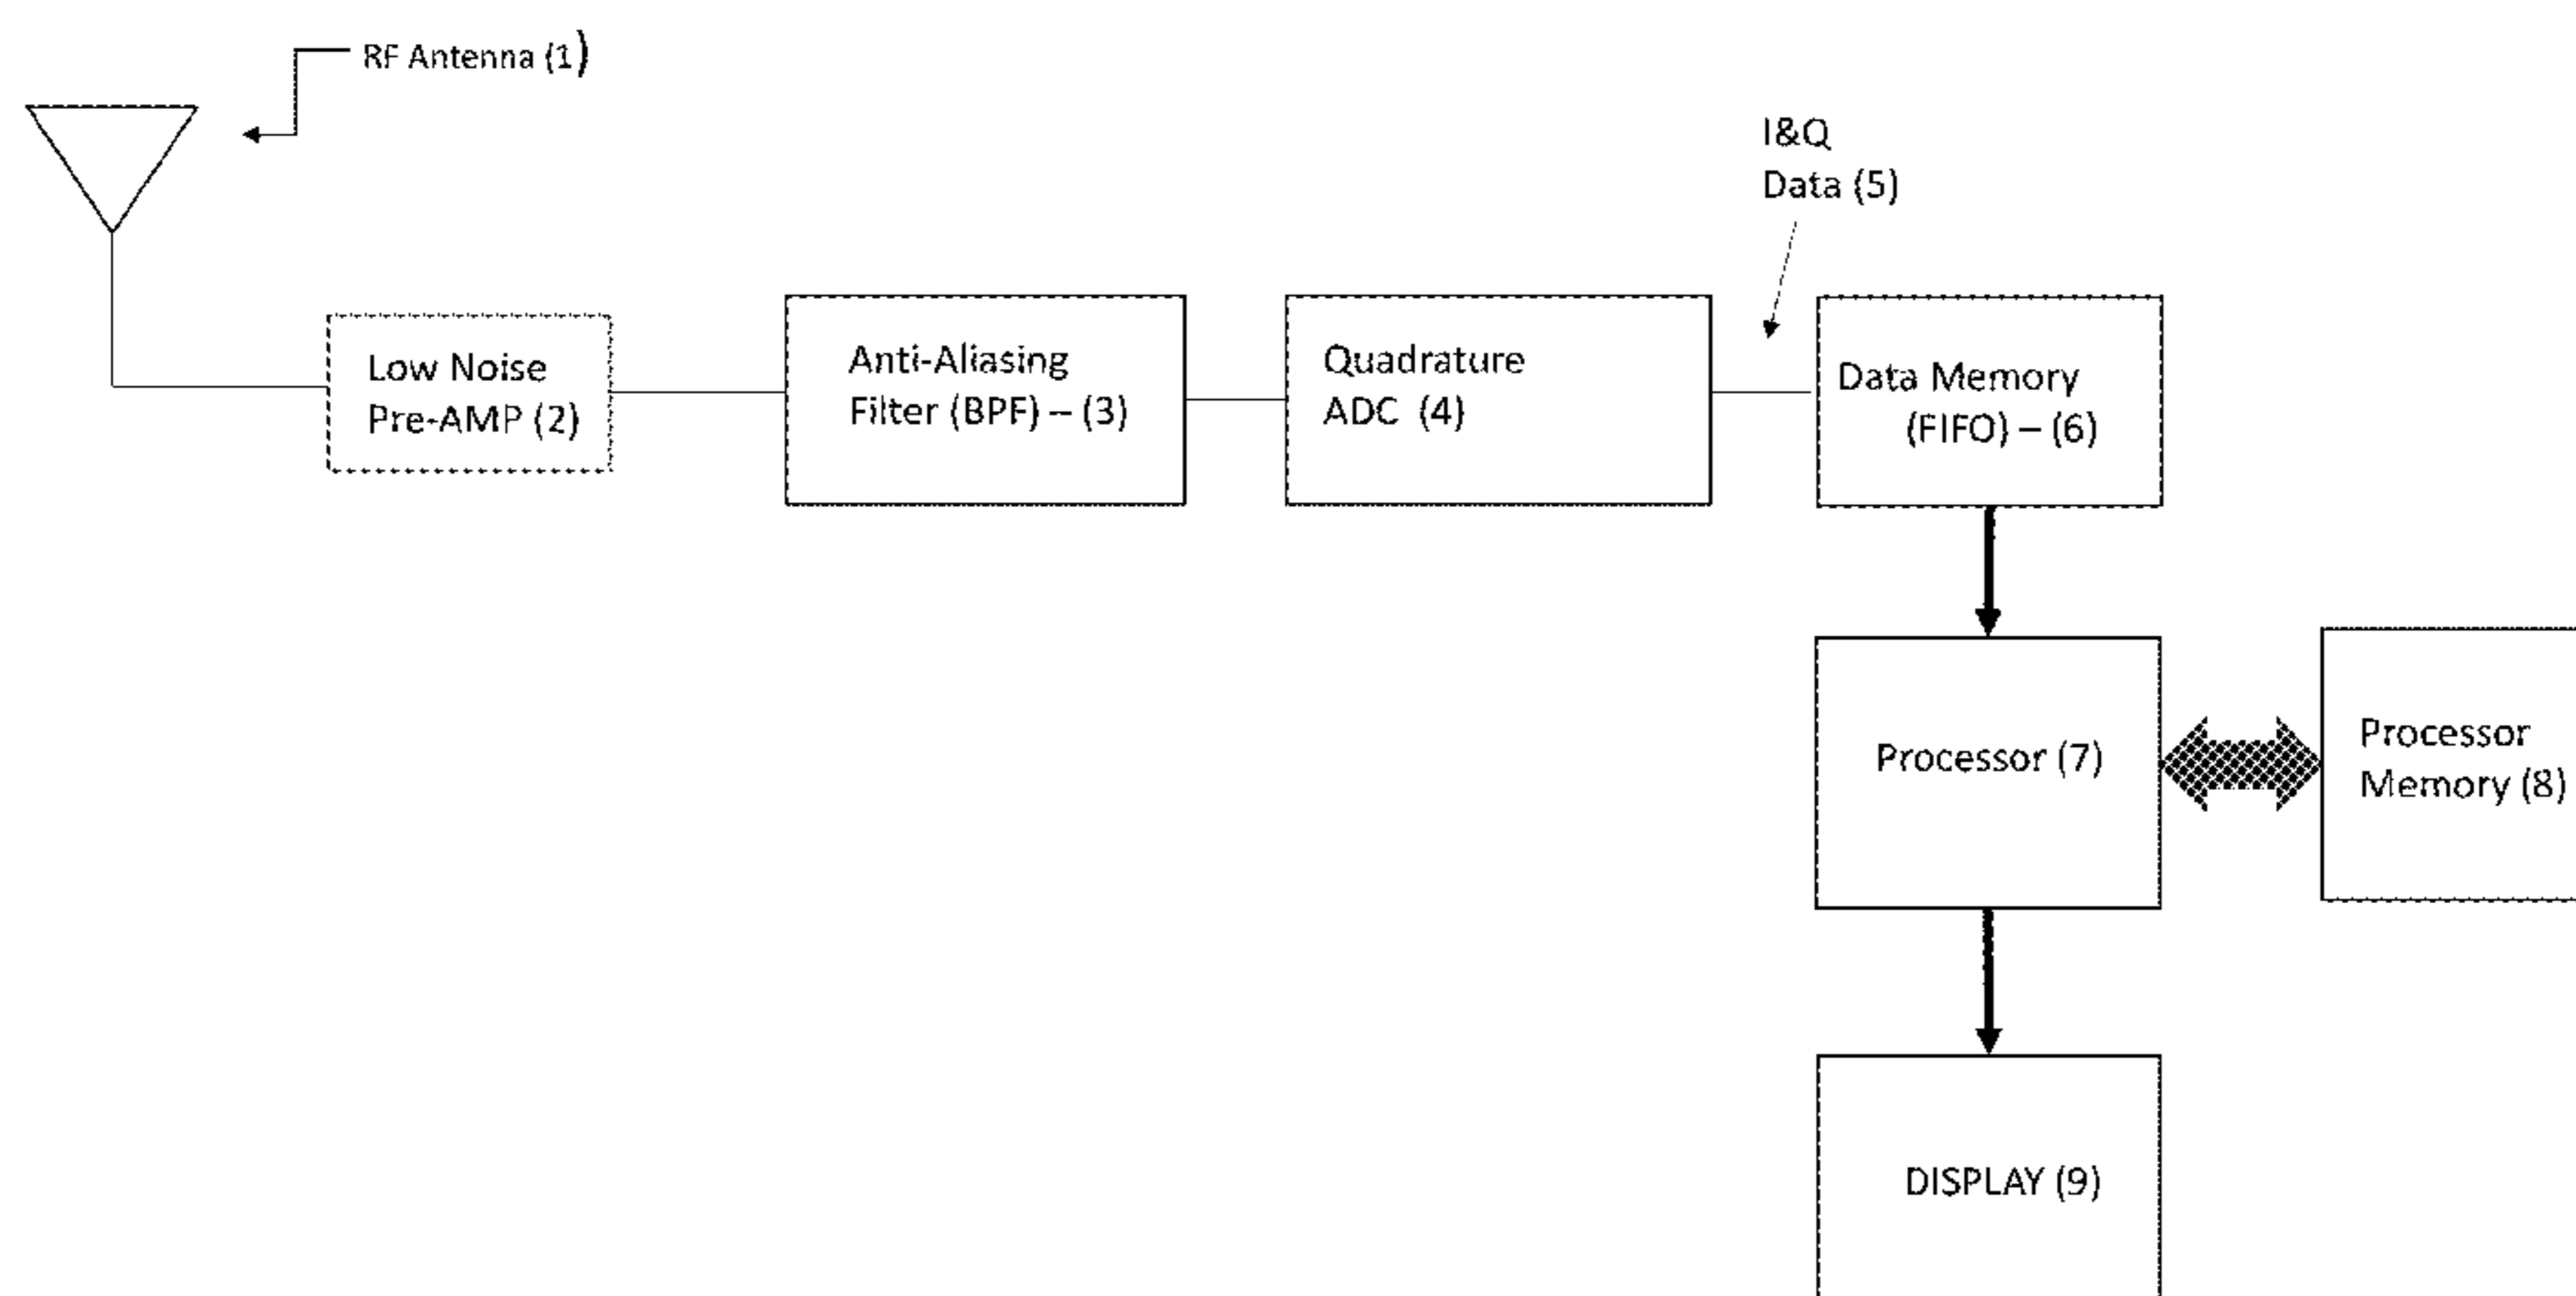 RF Antenna (1)
I&Q
Data (5)
Low Noise
Pre-AMP (2)
Anti-Aliasing
Filter (BPF) – (3)
Quadrature
ADC (4)
Data Memory
(FIFO) – (6)
Processor (7)
Processor
Memory (8)
DISPLAY (9)